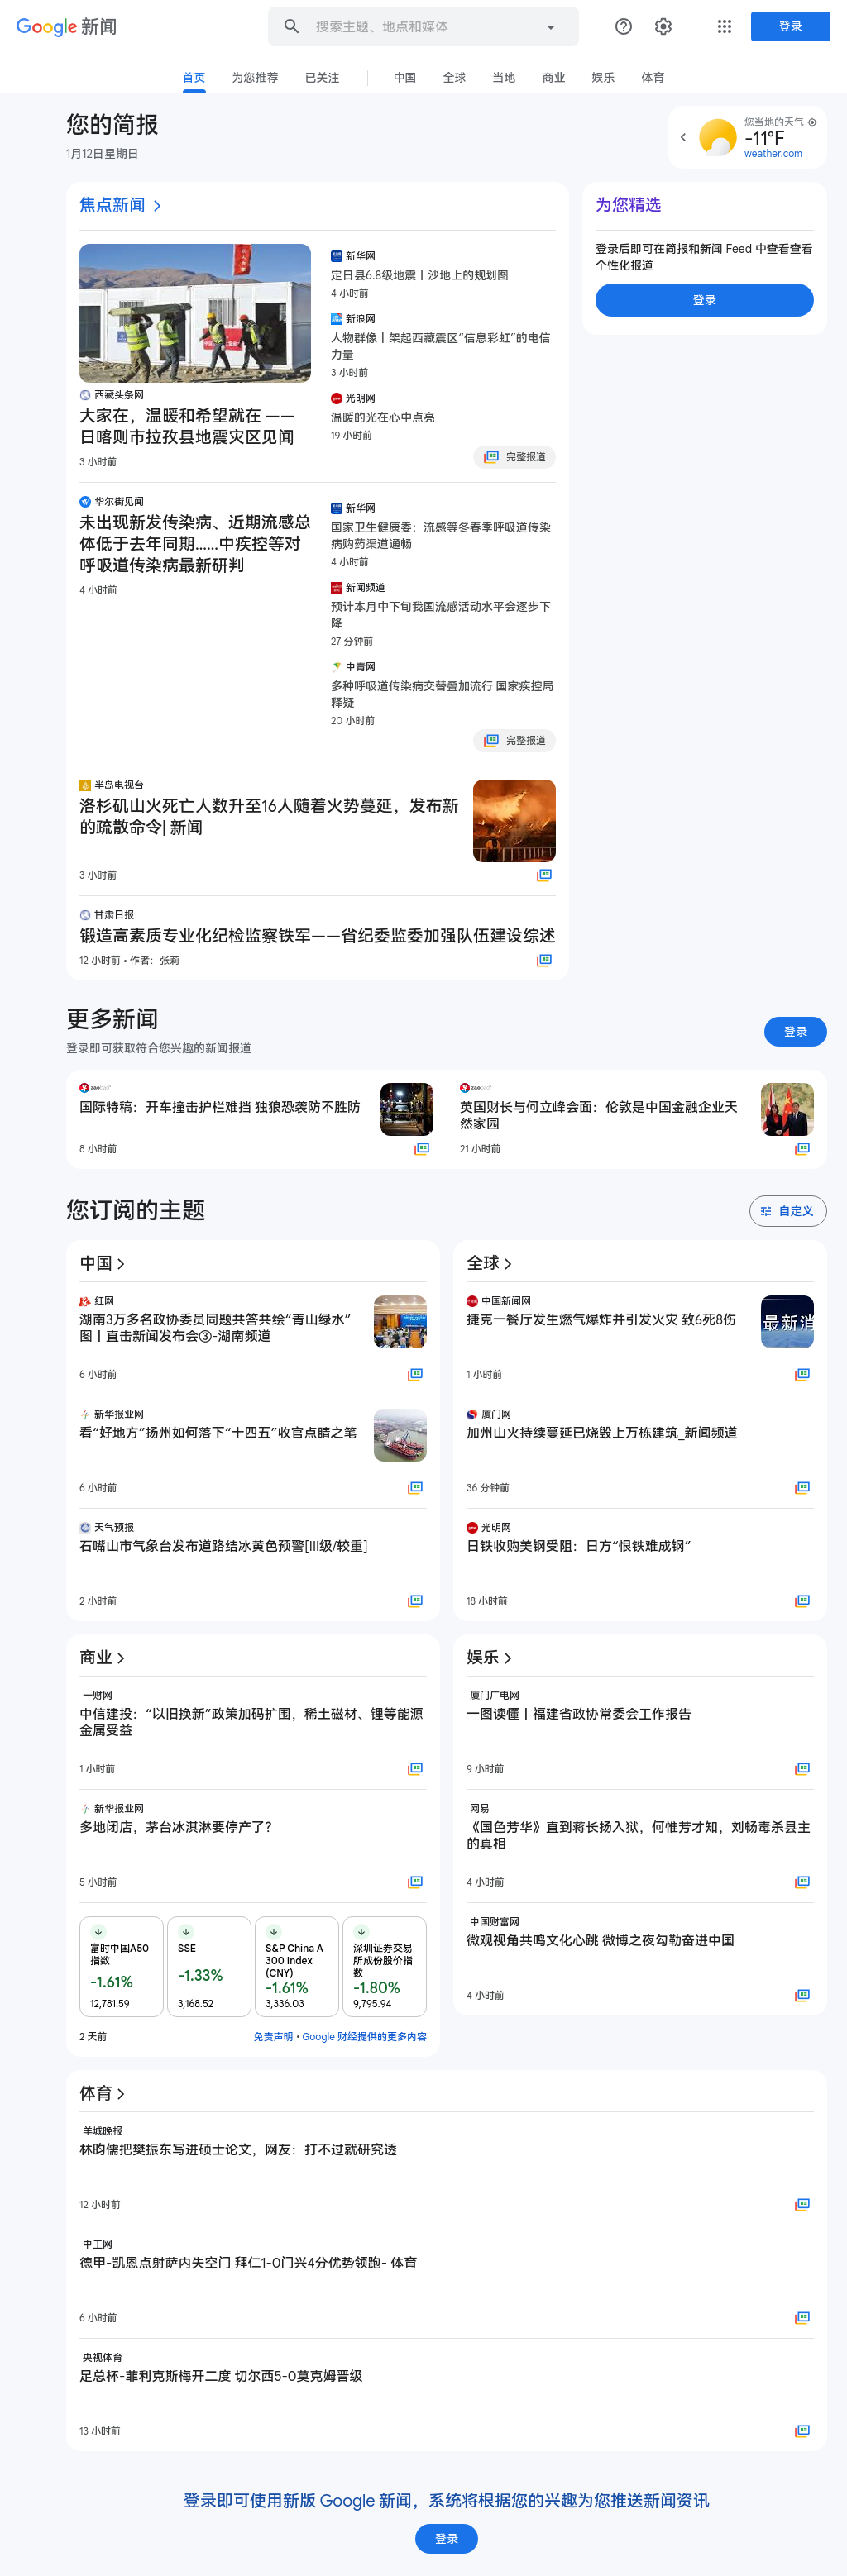 Google 新闻
搜索主题、地点和媒体
登录
首页
为您推荐
已关注
中国
全球
当地
商业
娱乐
体育
您的简报
1月12日星期日
您当地的天气
-11°F
weather.com
焦点新闻
西藏头条网
大家在，温暖和希望就在 ——
日喀则市拉孜县地震灾区见闻
3 小时前
新华网
定日县6.8级地震丨沙地上的规划图
4 小时前
新浪网
人物群像丨架起西藏震区“信息彩虹”的电信
力量
3 小时前
光明网
温暖的光在心中点亮
19 小时前
完整报道
华尔街见闻
未出现新发传染病、近期流感总
体低于去年同期......中疾控等对
呼吸道传染病最新研判
4 小时前
新华网
国家卫生健康委：流感等冬春季呼吸道传染
病购药渠道通畅
4 小时前
新闻频道
预计本月中下旬我国流感活动水平会逐步下
降
27 分钟前
中青网
多种呼吸道传染病交替叠加流行 国家疾控局
释疑
20 小时前
完整报道
半岛电视台
洛杉矶山火死亡人数升至16人随着火势蔓延，发布新
的疏散命令| 新闻
3 小时前
甘肃日报
锻造高素质专业化纪检监察铁军——省纪委监委加强队伍建设综述
12 小时前 • 作者：张莉
为您精选
登录后即可在简报和新闻 Feed 中查看查看
个性化报道
登录
更多新闻
登录即可获取符合您兴趣的新闻报道
登录
国际特稿：开车撞击护栏难挡 独狼恐袭防不胜防
8 小时前
英国财长与何立峰会面：伦敦是中国金融企业天
然家园
21 小时前
您订阅的主题
自定义
中国
红网
湖南3万多名政协委员同题共答共绘“青山绿水”
图丨直击新闻发布会③-湖南频道
6 小时前
新华报业网
看“好地方”扬州如何落下“十四五”收官点睛之笔
6 小时前
天气预报
石嘴山市气象台发布道路结冰黄色预警[III级/较重]
2 小时前
全球
中国新闻网
捷克一餐厅发生燃气爆炸并引发火灾 致6死8伤
最新消
1 小时前
厦门网
加州山火持续蔓延已烧毁上万栋建筑_新闻频道
36 分钟前
光明网
日铁收购美钢受阻：日方“恨铁难成钢”
18 小时前
商业
一财网
中信建投：“以旧换新”政策加码扩围，稀土磁材、锂等能源
金属受益
1 小时前
新华报业网
多地闭店，茅台冰淇淋要停产了？
5 小时前
富时中国A50
指数
-1.61%
12,781.59
SSE
-1.33%
3,168.52
S&P China A
300 Index
(CNY)
-1.61%
3,336.03
深圳证券交易
所成份股价指
数
-1.80%
9,795.94
2 天前
免责声明 • Google 财经提供的更多内容
娱乐
厦门广电网
一图读懂丨福建省政协常委会工作报告
9 小时前
网易
《国色芳华》直到蒋长扬入狱，何惟芳才知，刘畅毒杀县主
的真相
4 小时前
中国财富网
微观视角共鸣文化心跳 微博之夜勾勒奋进中国
4 小时前
体育
羊城晚报
林昀儒把樊振东写进硕士论文，网友：打不过就研究透
12 小时前
中工网
德甲-凯恩点射萨内失空门 拜仁1-0门兴4分优势领跑- 体育
6 小时前
央视体育
足总杯-菲利克斯梅开二度 切尔西5-0莫克姆晋级
13 小时前
登录即可使用新版 Google 新闻，系统将根据您的兴趣为您推送新闻资讯
登录